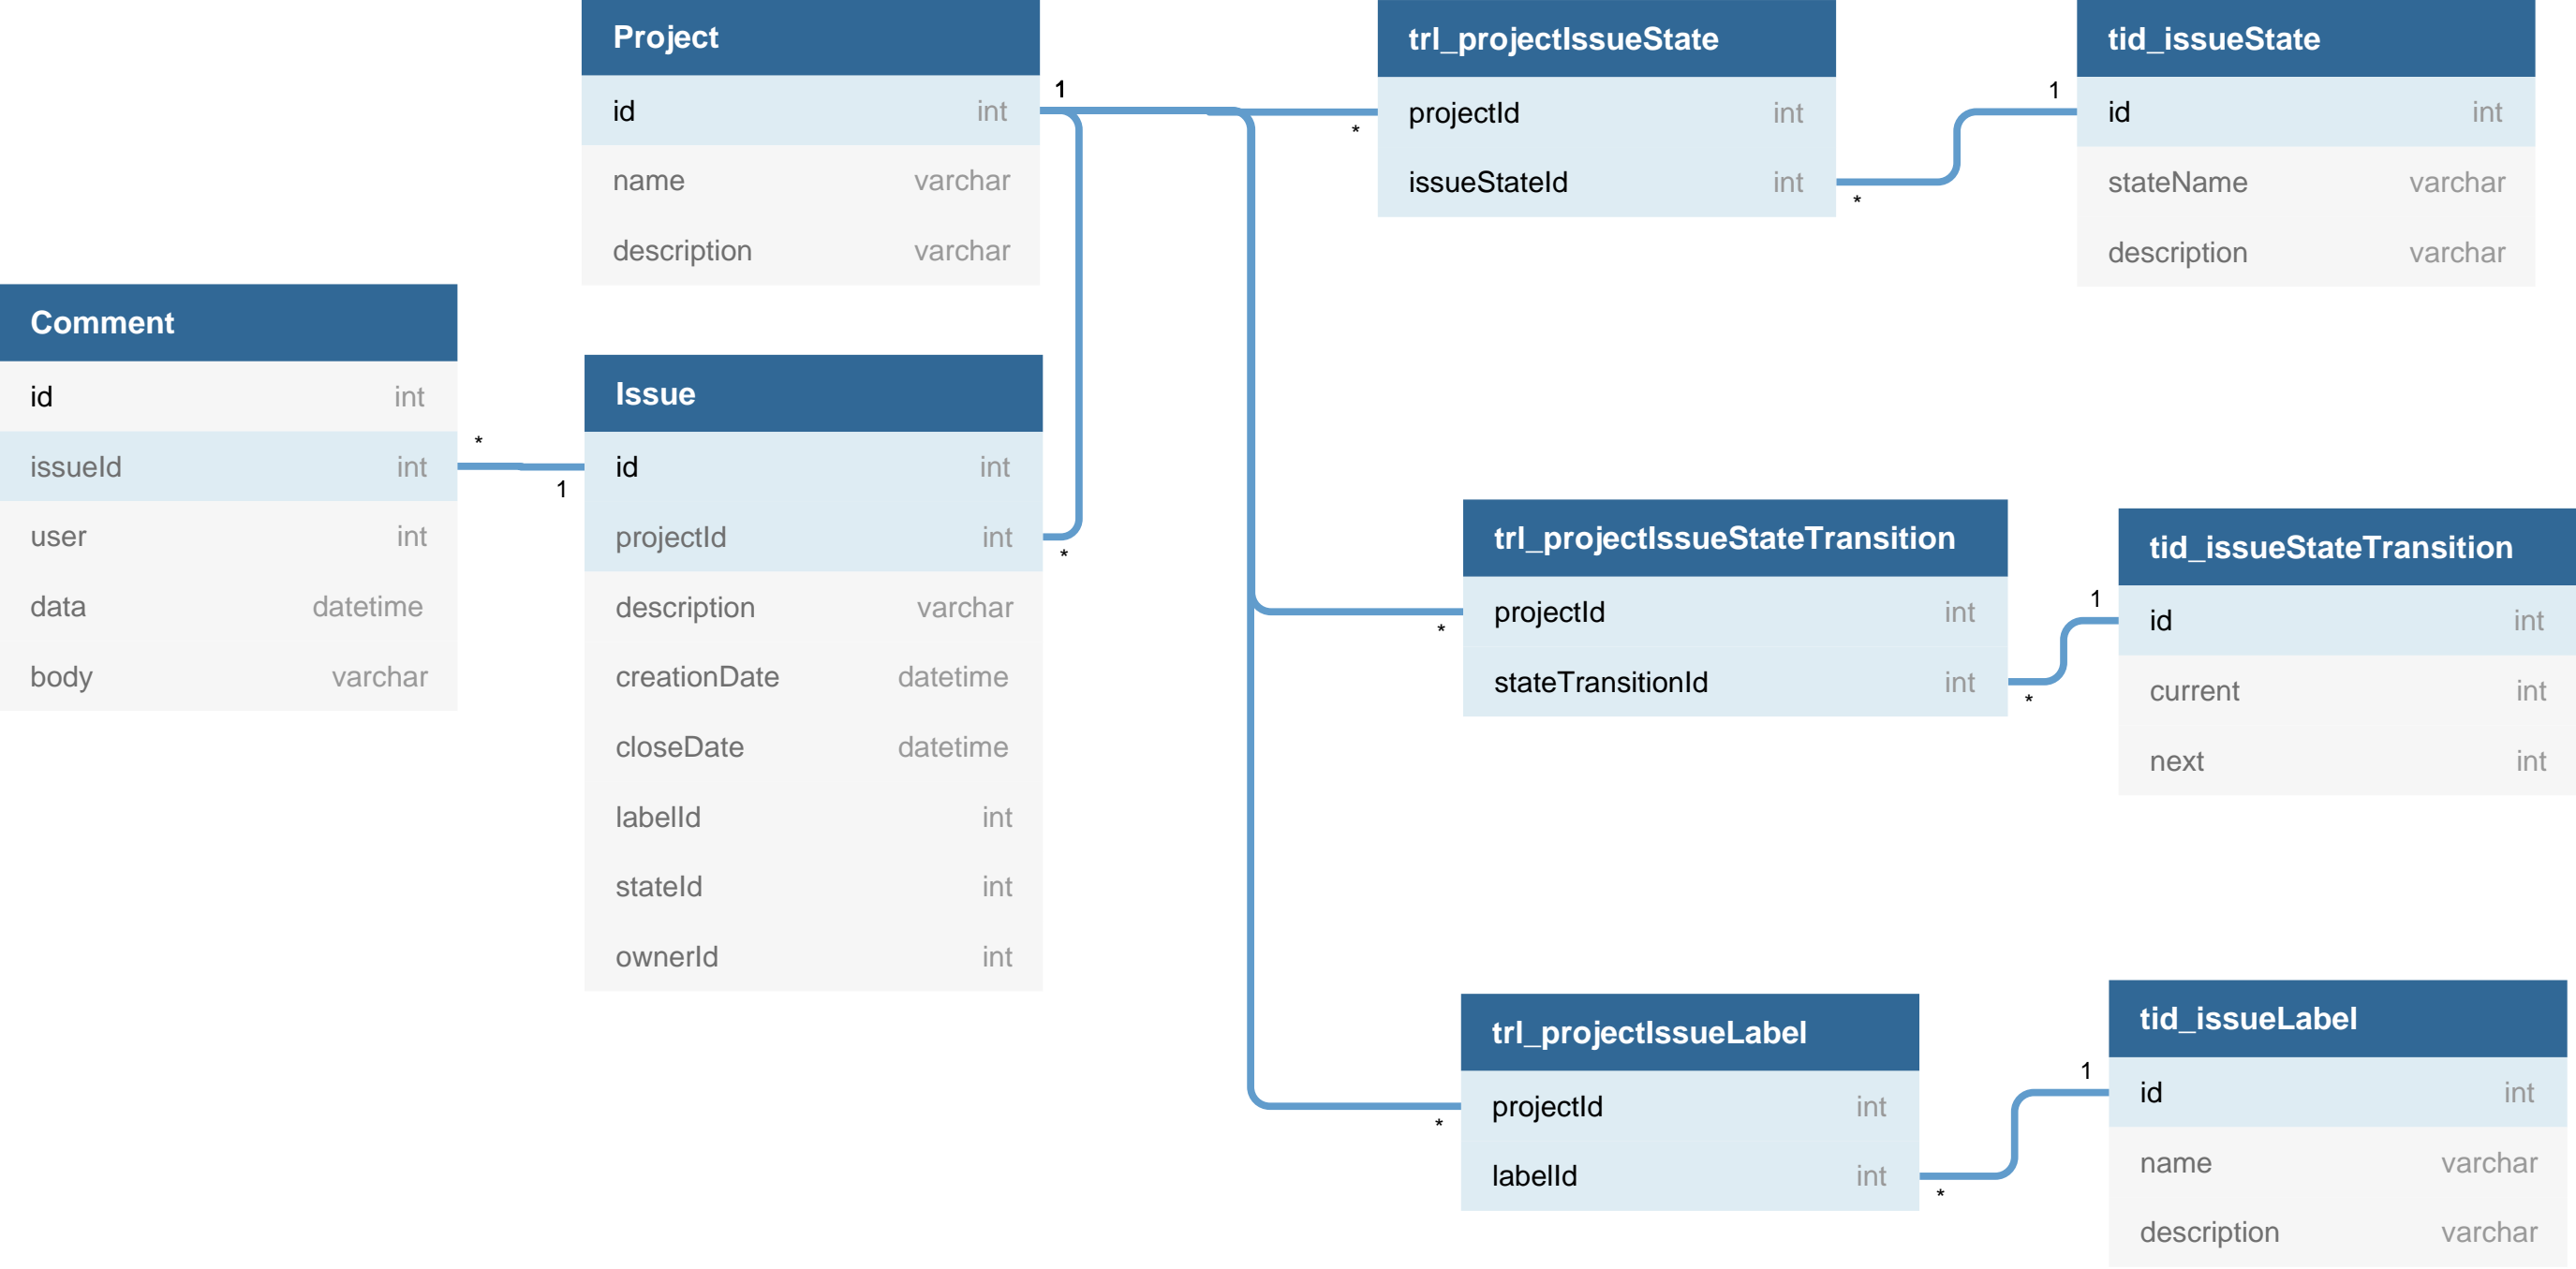 Project
id int
name varchar
description varchar
1
*
trl_projectIssueState
projectId int
issueStateId int
*
1
tid_issueState
id int
stateName varchar
description varchar
Comment
id int
issueId int
user int
data datetime
body varchar
*
1
Issue
id int
projectId int
description varchar
creationDate datetime
closeDate datetime
labelId int
stateId int
ownerId int
*
trl_projectIssueStateTransition
projectId int
stateTransitionId int
*
*
1
tid_issueStateTransition
id int
current int
next int
trl_projectIssueLabel
projectId int
labelId int
*
*
1
tid_issueLabel
id int
name varchar
description varchar